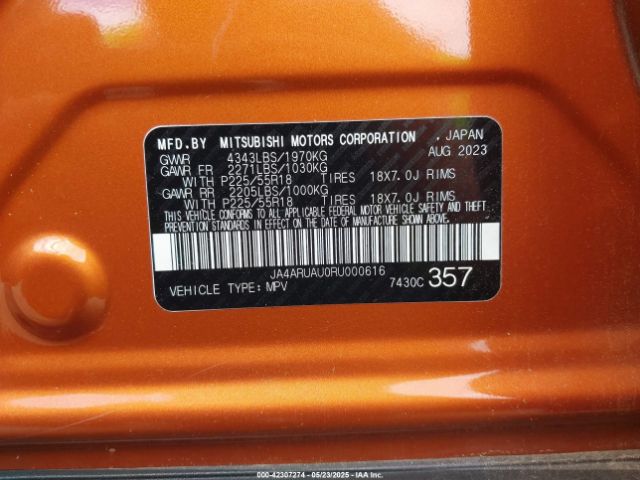 MFD.BY MITSUBISHI MOTORS CORPORATION , JAPAN
GVWR 4343LBS/1970KG AUG 2023
GAWR FR 2271LBS/1030KG
WITH P225/55R18 TIRES 18X7.0J RIMS
GAWR RR 2205LBS/1000KG
WITH P225/55R18 TIRES 18X7.0J RIMS
THIS VEHICLE CONFORMS TO ALL APPLICABLE FEDERAL MOTOR VEHICLE SAFETY AND THEFT
PREVENTION STANDARDS IN EFFECT ON THE DATE OF MANUFACTURE SHOWN ABOVE.
JA4ARUAU0RU000616
VEHICLE TYPE: MPV 7430C 357
© IAA - 42307274 - 05/23/2025 - IAAI.COM